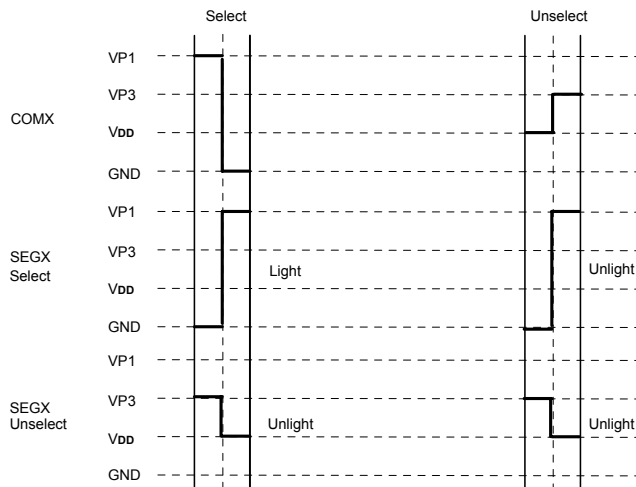 Select Unselect
VP1
VP3
COMX
VDD
GND
VP1
SEGX VP3
Select Light Unlight
VDD
GND
VP1
SEGX VP3
Unselect Unlight Unlight
VDD
GND